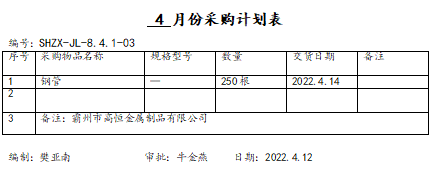 4 月份采购计划表
编号: SHZX-JL-8.4.1-03
序号 采购物品名称 规格型号 数量 交货日期 备注
1 钢管 — 250根 2022.4.14
2
3 备注: 霸州市高恒金属制品有限公司
编制: 樊亚南 审批: 牛金燕 日期: 2022.4.12